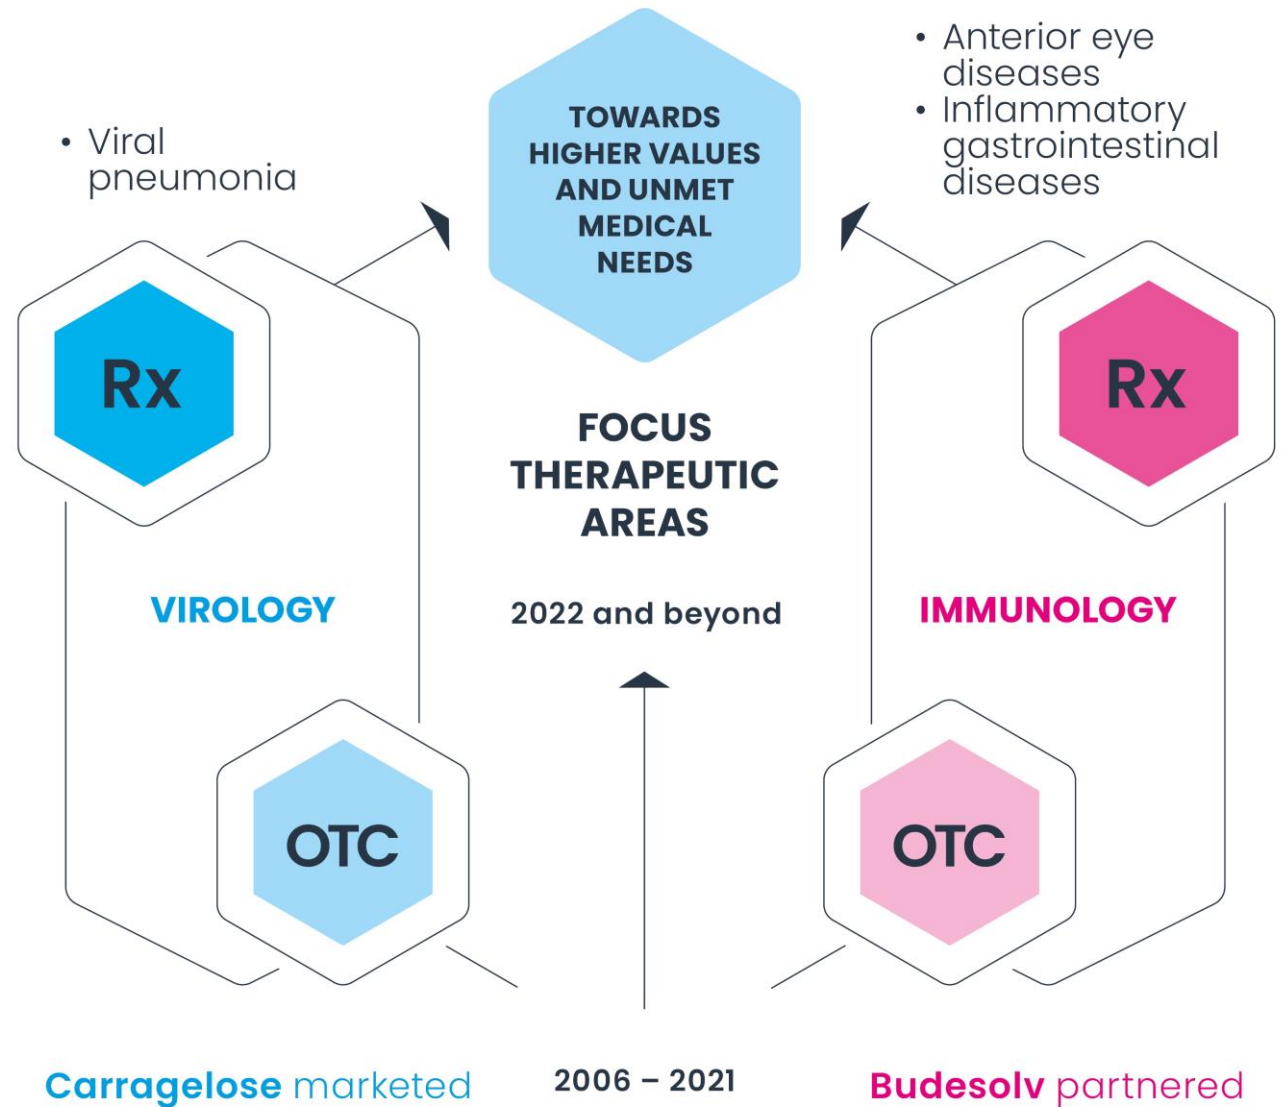 • Viral
pneumonia
TOWARDS
HIGHER VALUES
AND UNMET
MEDICAL
NEEDS
• Anterior eye
diseases
• Inflammatory
gastrointestinal
diseases
Rx
Rx
FOCUS
THERAPEUTIC
AREAS
VIROLOGY
2022 and beyond
IMMUNOLOGY
OTC
OTC
Carragelose marketed
2006 – 2021
Budesolv partnered